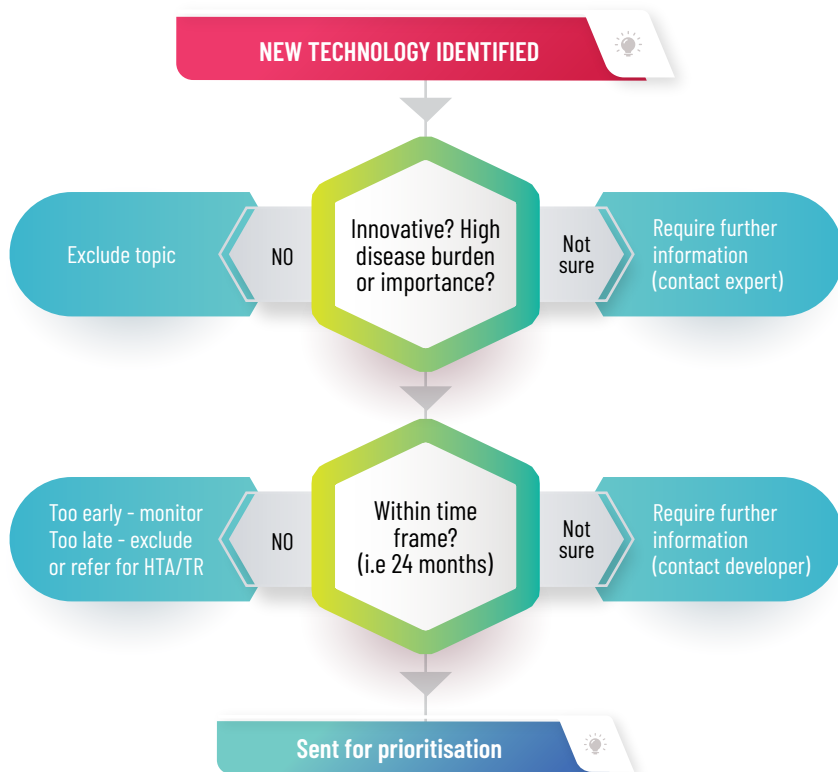 NEW TECHNOLOGY IDENTIFIED
Innovative? High
disease burden
or importance?
NO
Exclude topic
Not
sure
Require further
information
(contact expert)
Within time
frame?
(i.e 24 months)
NO
Too early - monitor
Too late - exclude
or refer for HTA/TR
Not
sure
Require further
information
(contact developer)
Sent for prioritisation